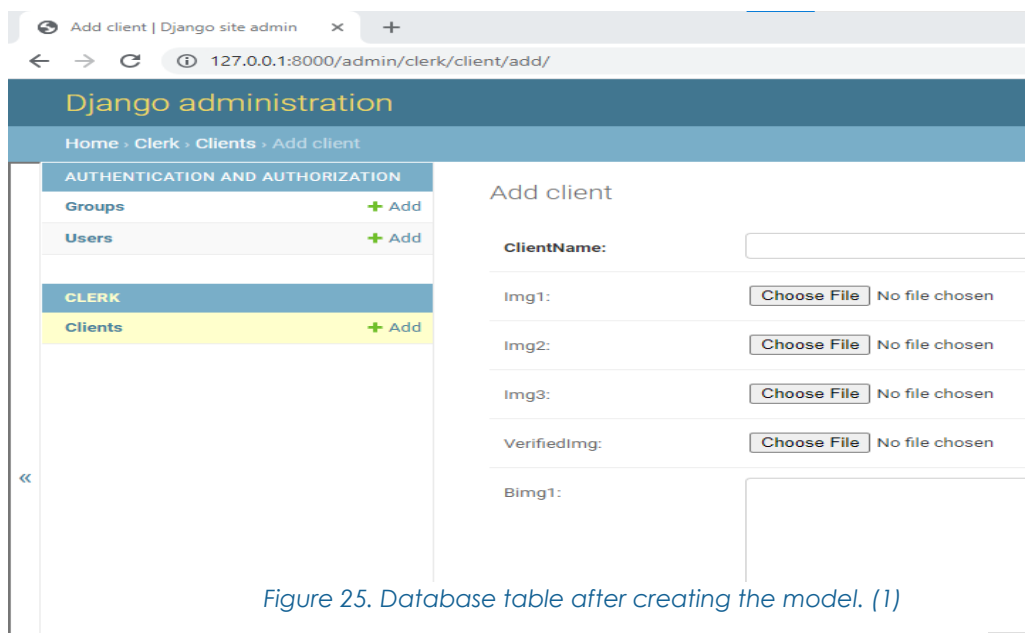 Add client | Django site admin
127.0.0.1:8000/admin/clerk/client/add/
Django administration
Home › Clerk › Clients › Add client
AUTHENTICATION AND AUTHORIZATION
Groups + Add
Users + Add
CLERK
Clients + Add
«
Add client
ClientName:
Img1: Choose File No file chosen
Img2: Choose File No file chosen
Img3: Choose File No file chosen
VerifiedImg: Choose File No file chosen
Bimg1:
Figure 25. Database table after creating the model. (1)